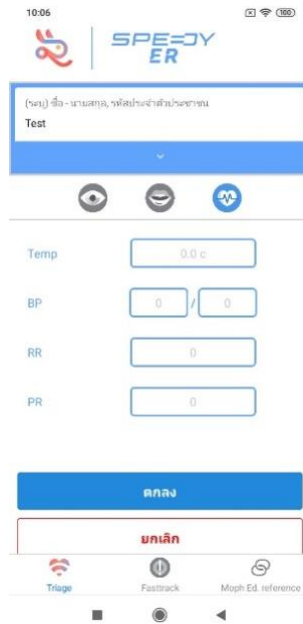 10:06
100
SPEEDY
ER
(ระบุ) ชื่อ - นามสกุล, รหัสประจำตัวประชาชน
Test
Temp
0.0 c
BP
0 / 0
RR
0
PR
0
ตกลง
ยกเลิก
Triage
Fasttrack
Moph Ed. reference